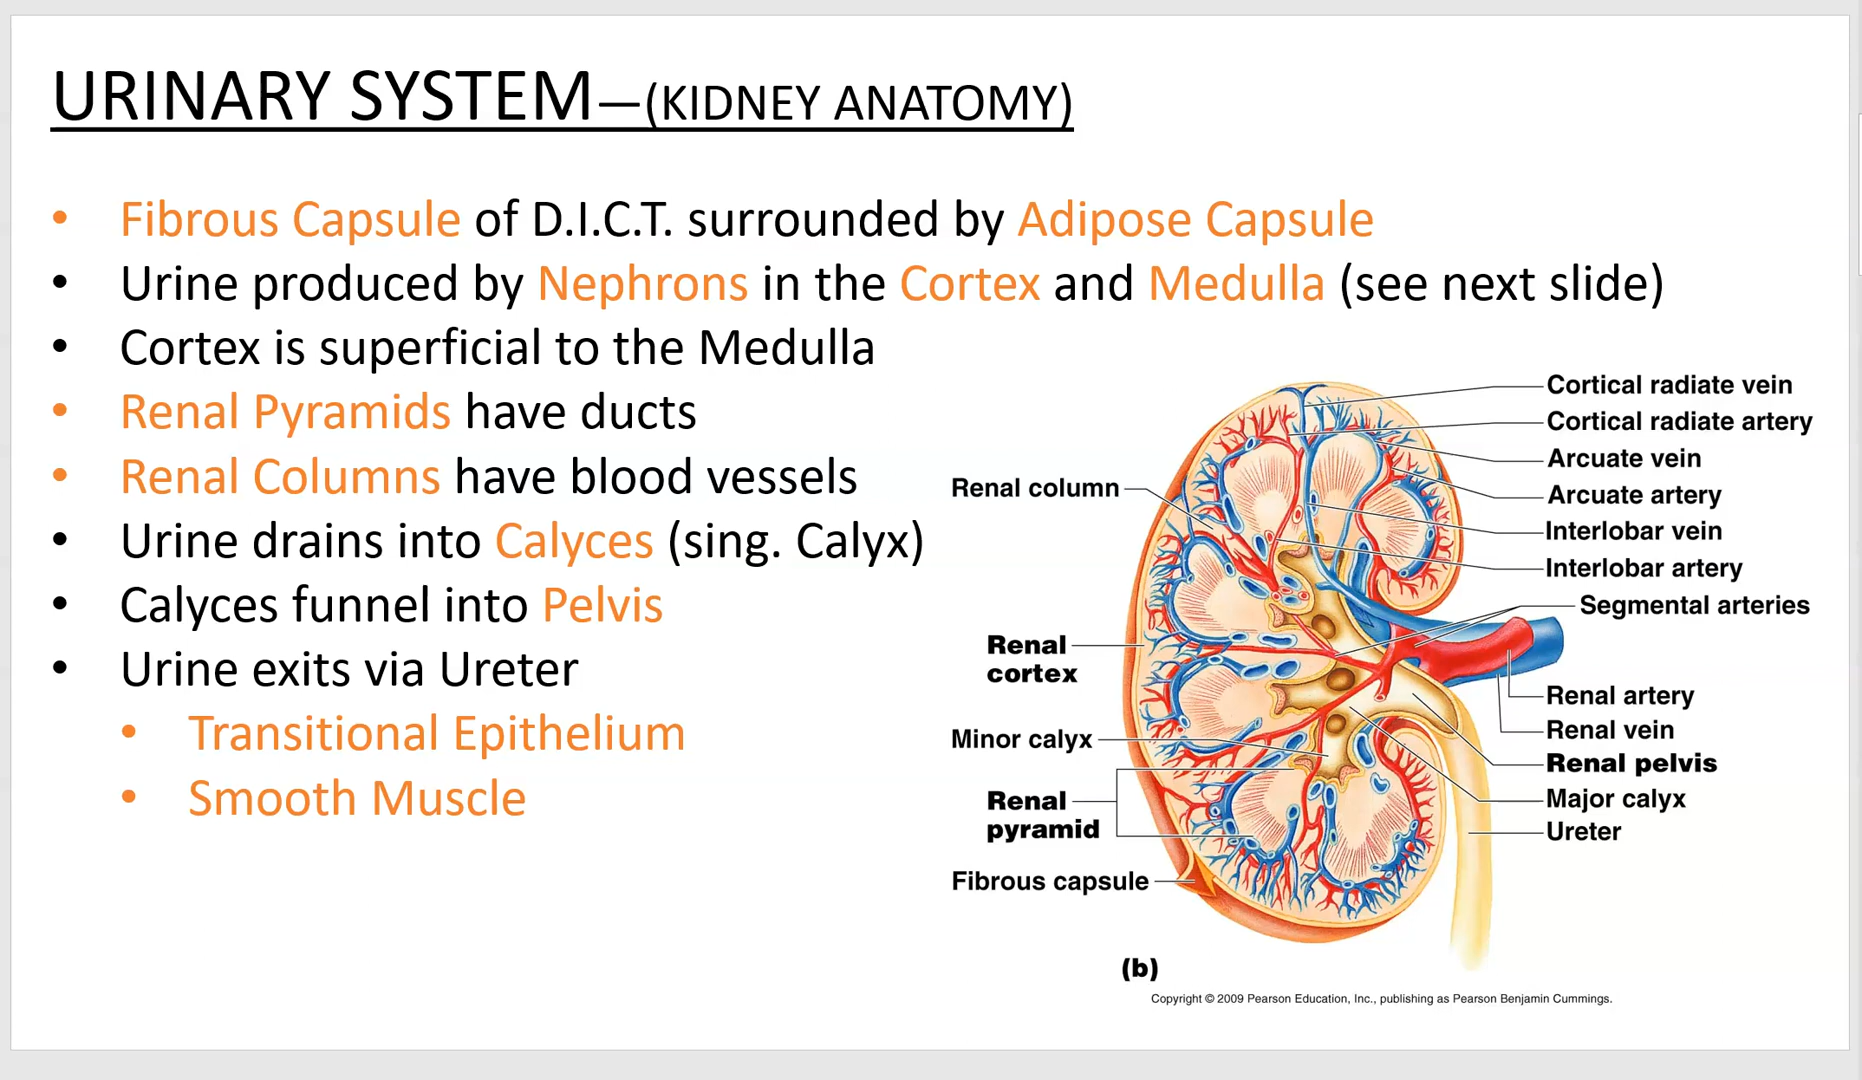 URINARY SYSTEM—(KIDNEY ANATOMY)
• Fibrous Capsule of D.I.C.T. surrounded by Adipose Capsule
• Urine produced by Nephrons in the Cortex and Medulla (see next slide)
• Cortex is superficial to the Medulla
• Renal Pyramids have ducts
• Renal Columns have blood vessels
• Urine drains into Calyces (sing. Calyx)
• Calyces funnel into Pelvis
• Urine exits via Ureter
• Transitional Epithelium
• Smooth Muscle
Renal column
Renal
cortex
Minor calyx
Renal
pyramid
Fibrous capsule
Cortical radiate vein
Cortical radiate artery
Arcuate vein
Arcuate artery
Interlobar vein
Interlobar artery
Segmental arteries
Renal artery
Renal vein
Renal pelvis
Major calyx
Ureter
(b)
Copyright © 2009 Pearson Education, Inc., publishing as Pearson Benjamin Cummings.